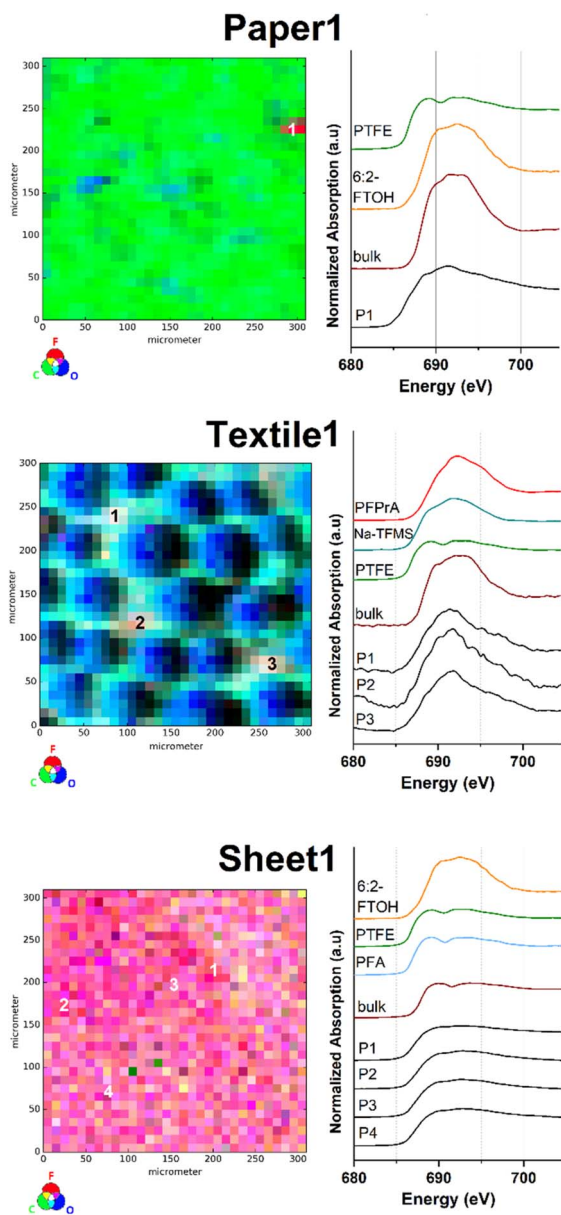 Paper1
300
250
200
150
100
50
0
micrometer
1
0 50 100 150 200 250 300
micrometer
F
C O
Normalized Absorption (a.u)
PTFE
6:2-
FTOH
bulk
P1
680 690 700
Energy (eV)
Textile1
300
250
200
150
100
50
0
micrometer
1
2
3
0 50 100 150 200 250 300
micrometer
F
C O
Normalized Absorption (a.u)
PFPrA
Na-TFMS
PTFE
bulk
P1
P2
P3
680 690 700
Energy (eV)
Sheet1
300
250
200
150
100
50
0
micrometer
1
2
3
4
0 50 100 150 200 250 300
micrometer
F
C O
Normalized Absorption (a.u)
6:2-
FTOH
PTFE
PFA
bulk
P1
P2
P3
P4
680 690 700
Energy (eV)